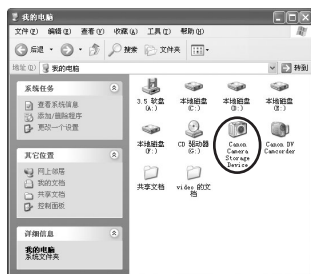 我的电脑
文件(F) 编辑(E) 查看(V) 收藏(A) 工具(T) 帮助(H)
后退 搜索 文件夹
地址(D) 我的电脑 转到
系统任务
查看系统信息
添加/删除程序
更改一个设置
其它位置
网上邻居
我的文档
共享文档
控制面板
详细信息
我的电脑
系统文件夹
3.5 软盘 (A:)
本地磁盘 (C:)
本地磁盘 (D:)
本地磁盘 (E:)
本地磁盘 (F:)
CD 驱动器 (G:)
Canon Camera Storage Device
Canon DV Camcorder
共享文档
video 的文档